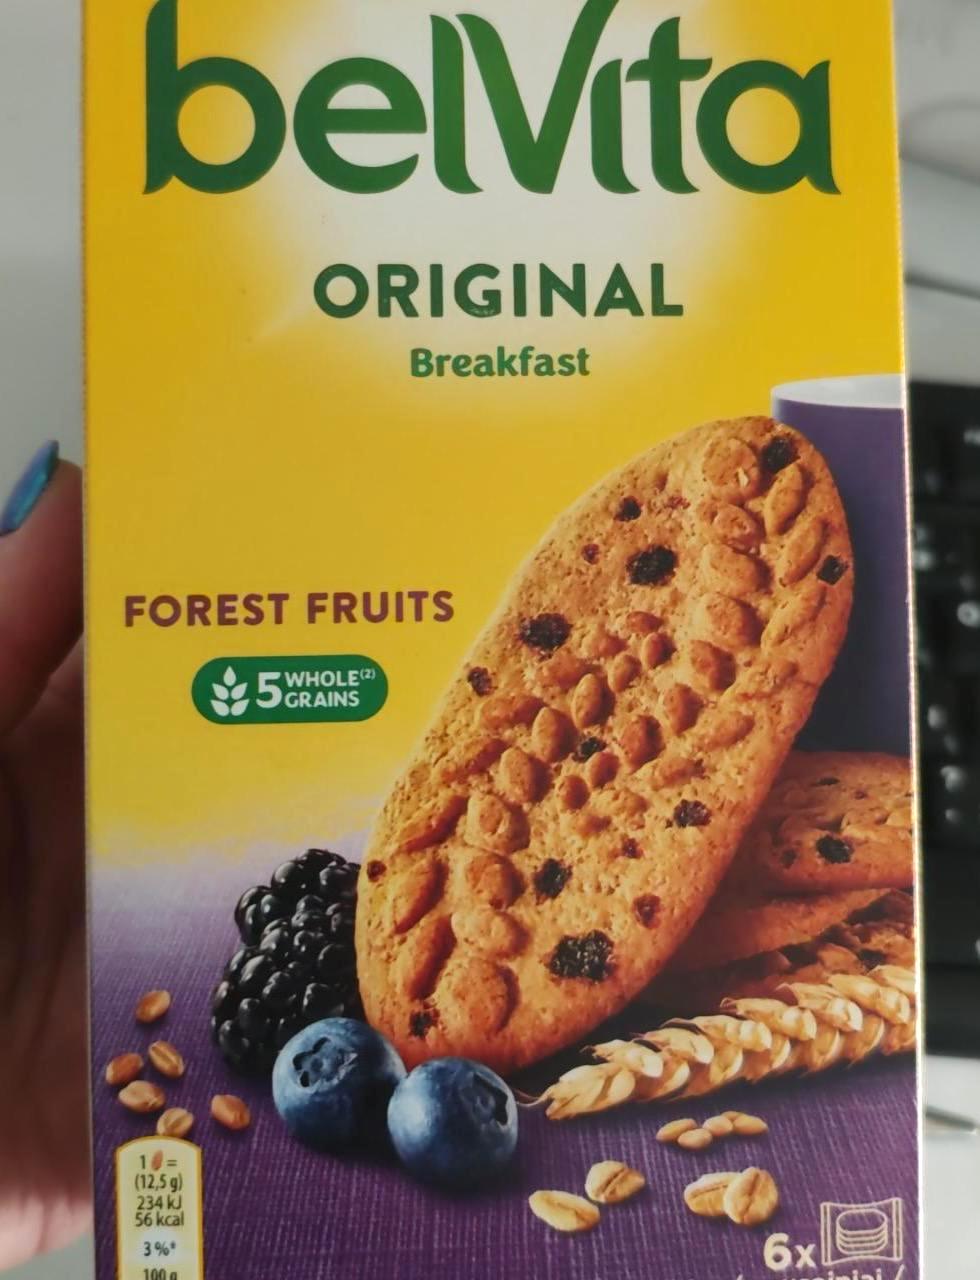 belVita
ORIGINAL
Breakfast
FOREST FRUITS
5 WHOLE(2)
GRAINS
1 =
(12,5 g)
234 kJ
56 kcal
3%*
100 g
6x